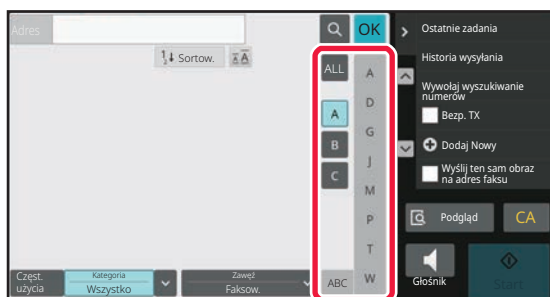 Adres
OK
Sortow.
ALL
A
B
C
ABC
A
D
G
J
M
P
T
W
Ostatnie zadania
Historia wysyłania
Wywołaj wyszukiwanie
numerów
Bezp. TX
Dodaj Nowy
Wyślij ten sam obraz
na adres faksu
Podgląd
CA
Głośnik
Start
Częst.
użycia
Kategoria
Wszystko
Zawęź
Faksow.